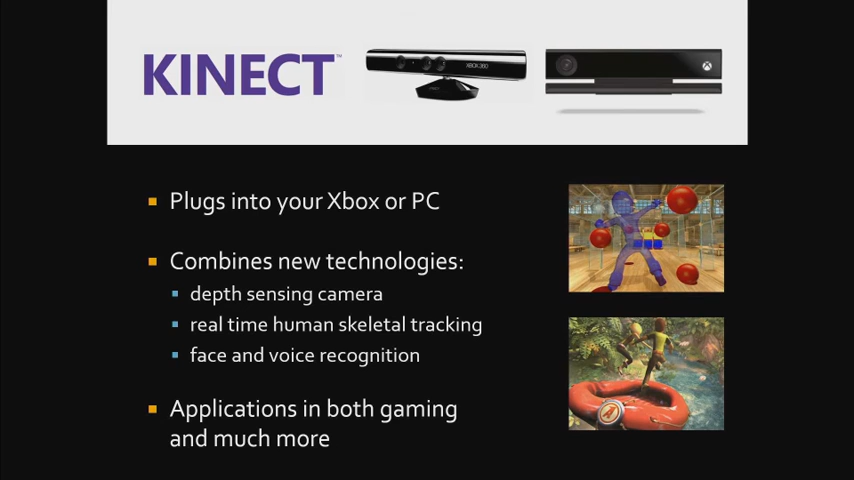 KINECT™
XBOX 360
Plugs into your Xbox or PC
Combines new technologies:
depth sensing camera
real time human skeletal tracking
face and voice recognition
Applications in both gaming
and much more